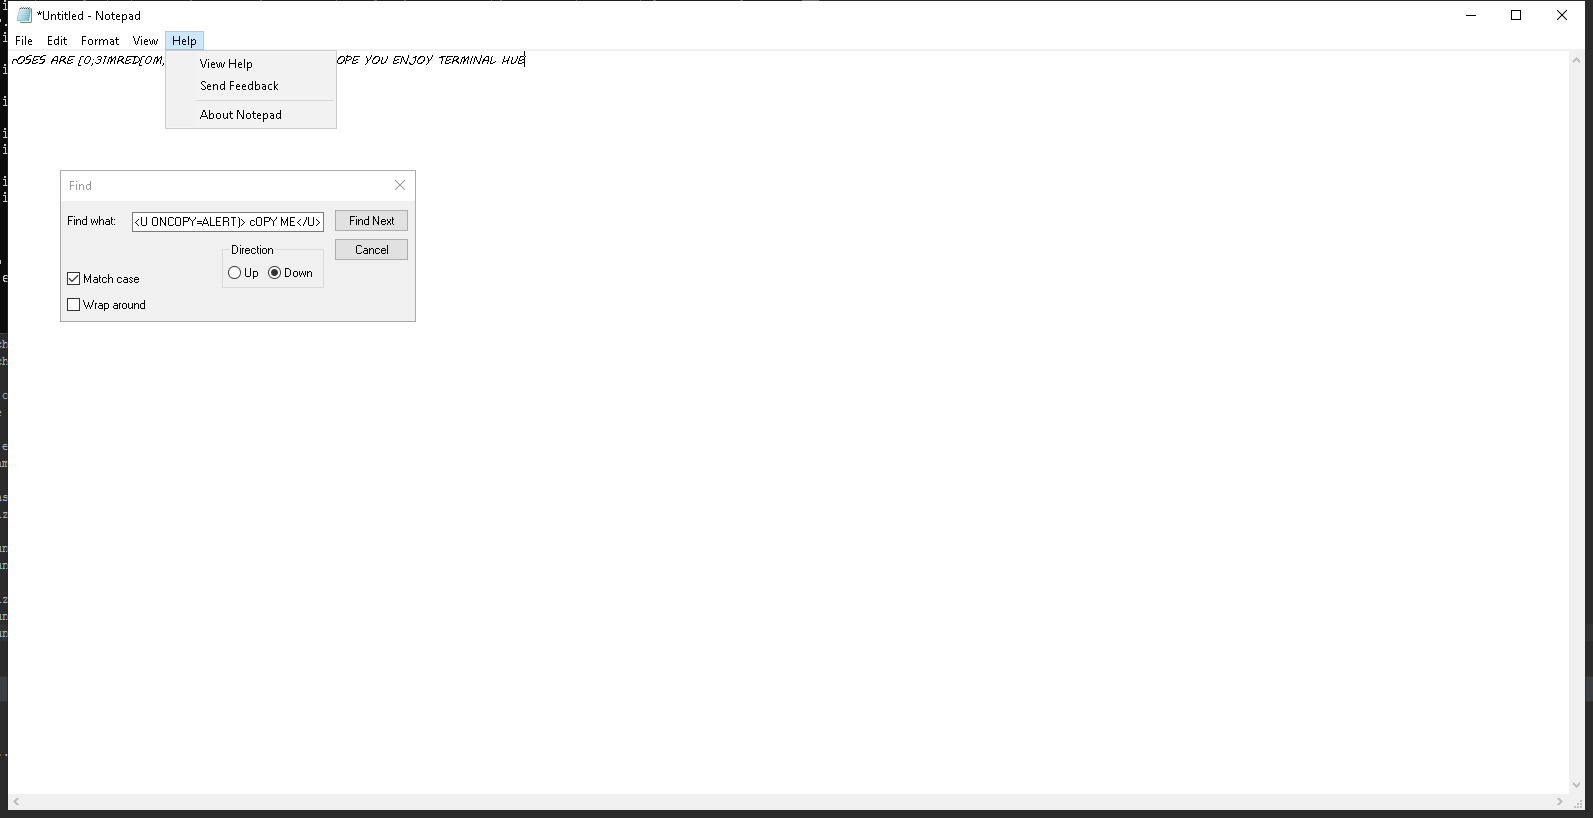 *Untitled - Notepad
File Edit Format View Help
rOSES ARE [0;31MRED[0M, OPE YOU ENJOY TERMINAL HUE
View Help
Send Feedback
About Notepad
Find
Find what: <U ONCOPY=ALERT)> cOPY ME</U> Find Next
Direction Cancel
Up Down
Match case
Wrap around